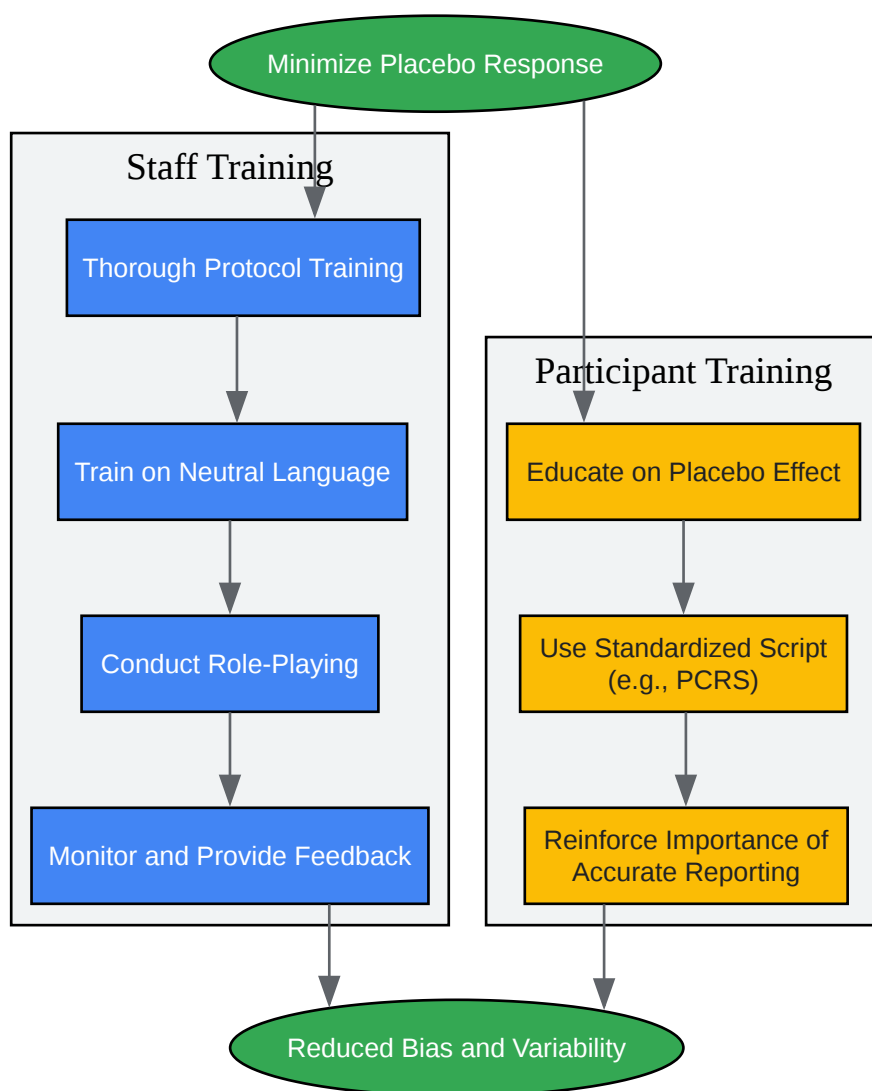 Minimize Placebo Response
Staff Training
Thorough Protocol Training
Train on Neutral Language
Conduct Role-Playing
Monitor and Provide Feedback
Participant Training
Educate on Placebo Effect
Use Standardized Script
(e.g., PCRS)
Reinforce Importance of
Accurate Reporting
Reduced Bias and Variability